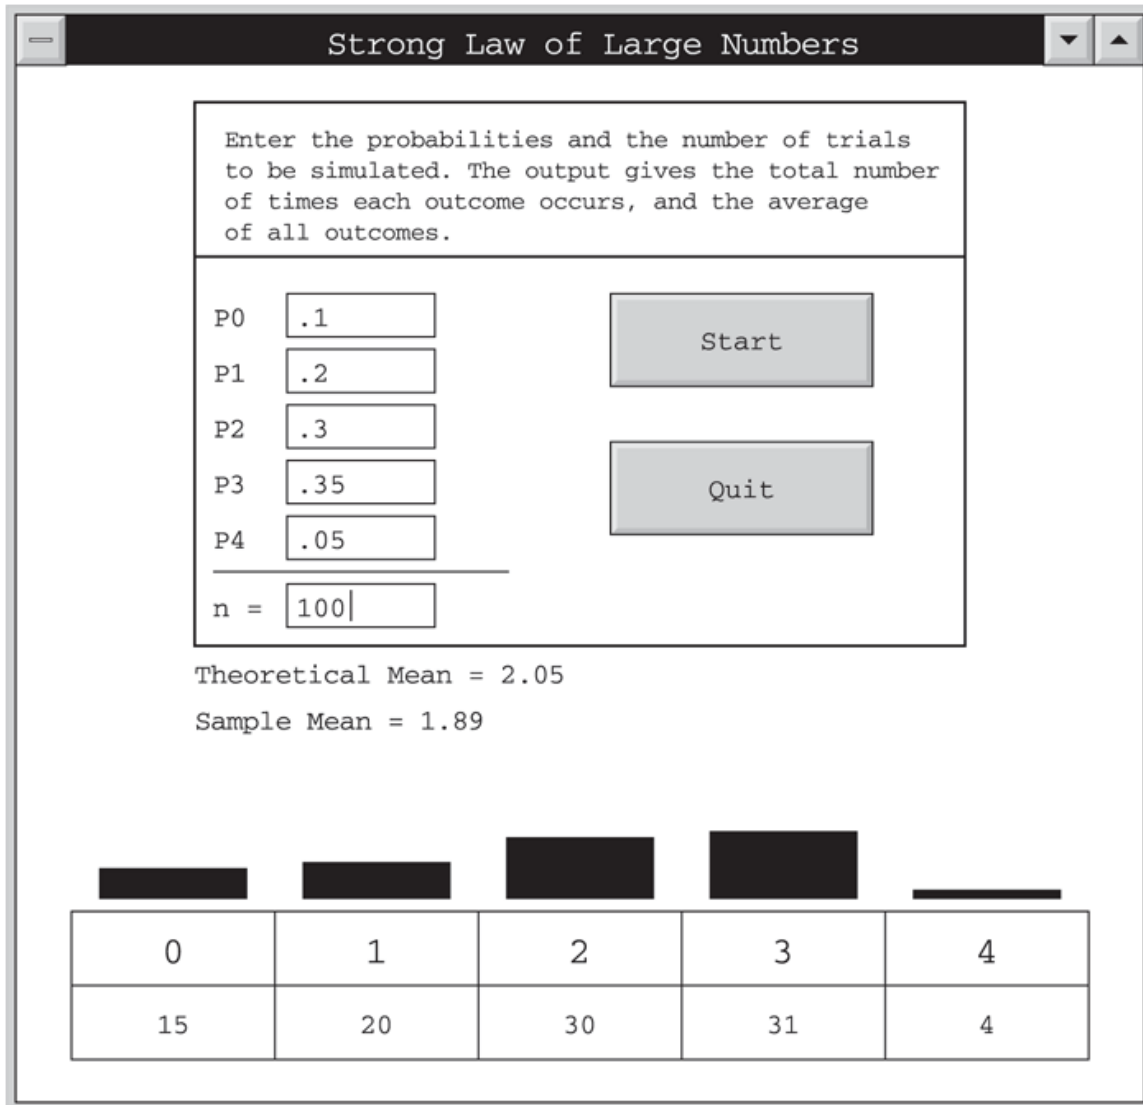 Strong Law of Large Numbers
Enter the probabilities and the number of trials
to be simulated. The output gives the total number
of times each outcome occurs, and the average
of all outcomes.
P0 .1
P1 .2
P2 .3
P3 .35
P4 .05
n = 100
Start
Quit
Theoretical Mean = 2.05
Sample Mean = 1.89
0 1 2 3 4
15 20 30 31 4